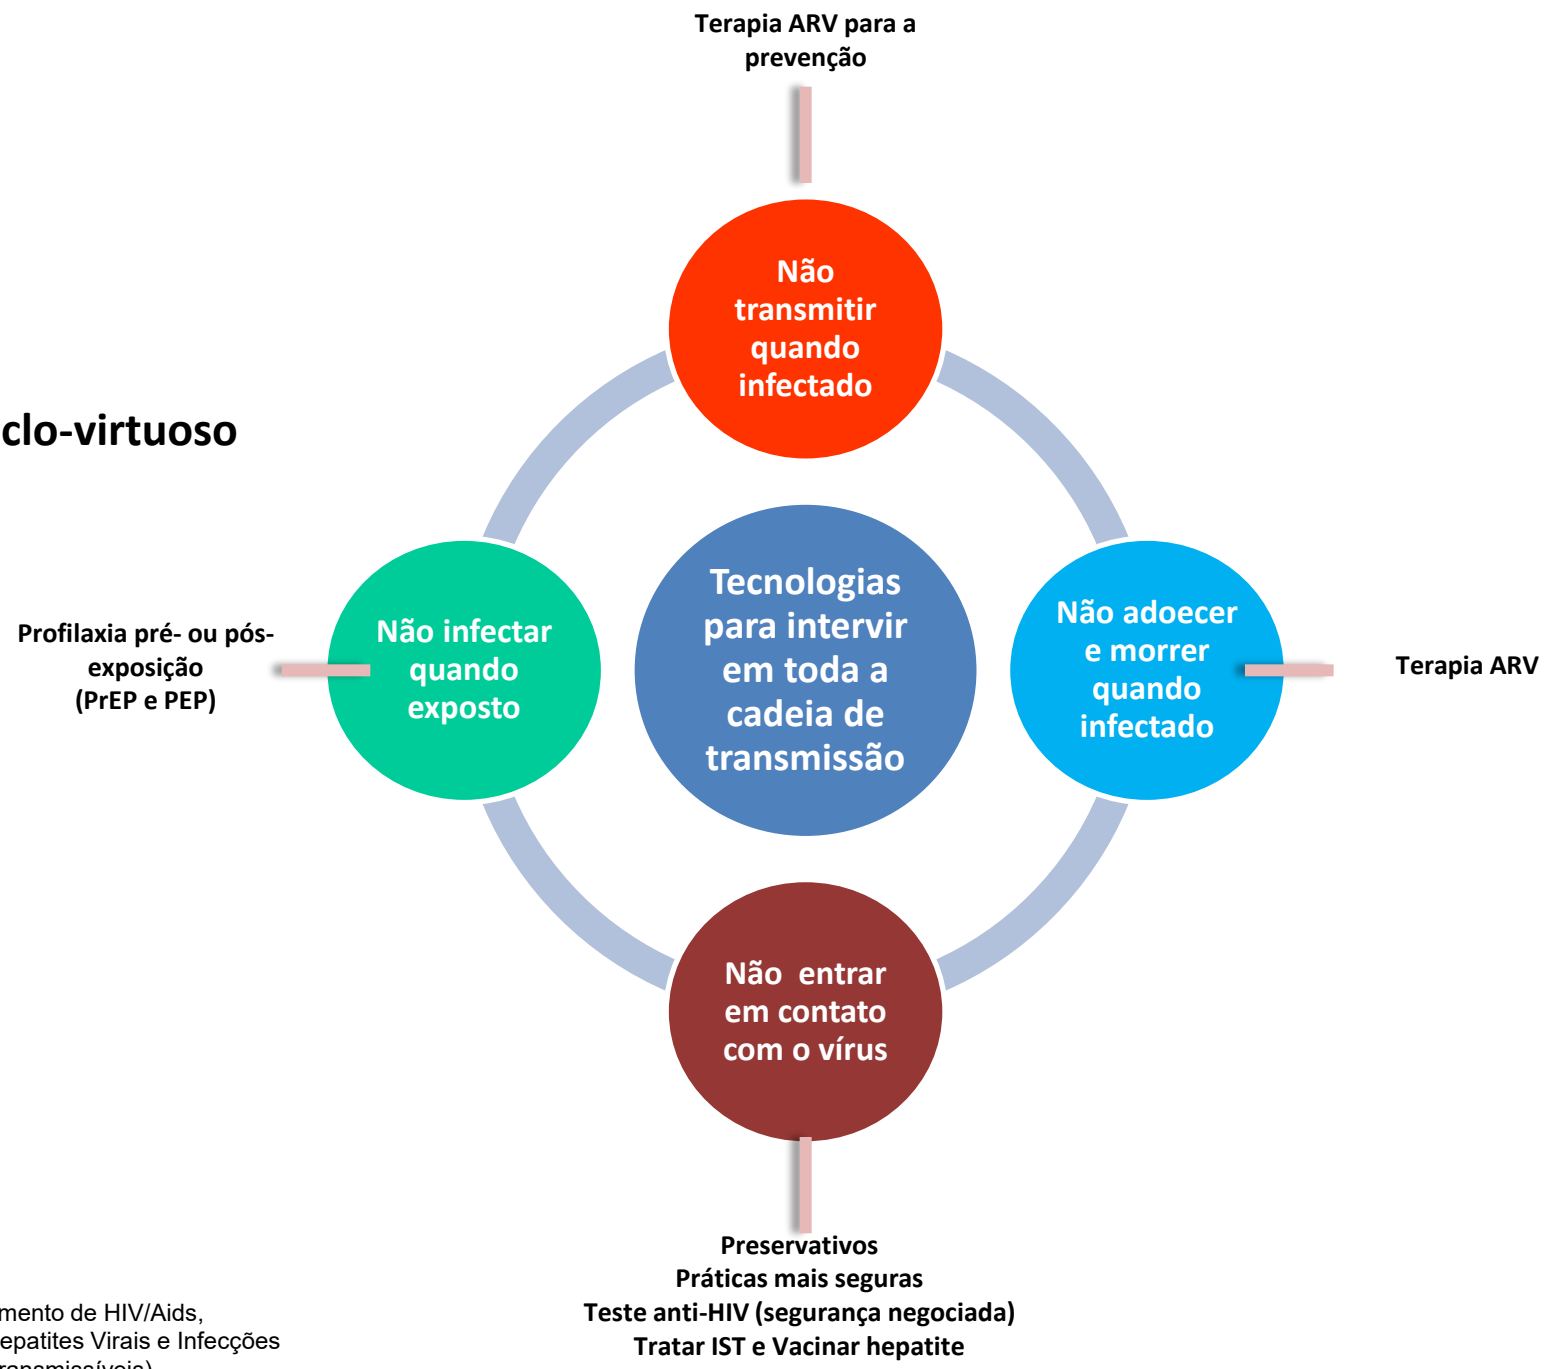 Terapia ARV para a
prevenção
Não
transmitir
quando
infectado
clo-virtuoso
Tecnologias
para intervir
em toda a
cadeia de
transmissão
Não infectar
quando
exposto
Profilaxia pré- ou pós-
exposição
(PrEP e PEP)
Não adoecer
e morrer
quando
infectado
Terapia ARV
Não  entrar
em contato
com o vírus
Preservativos
Práticas mais seguras
Teste anti-HIV (segurança negociada)
Tratar IST e Vacinar hepatite
mento de HIV/Aids,
epatites Virais e Infecções
ransmissíveis)